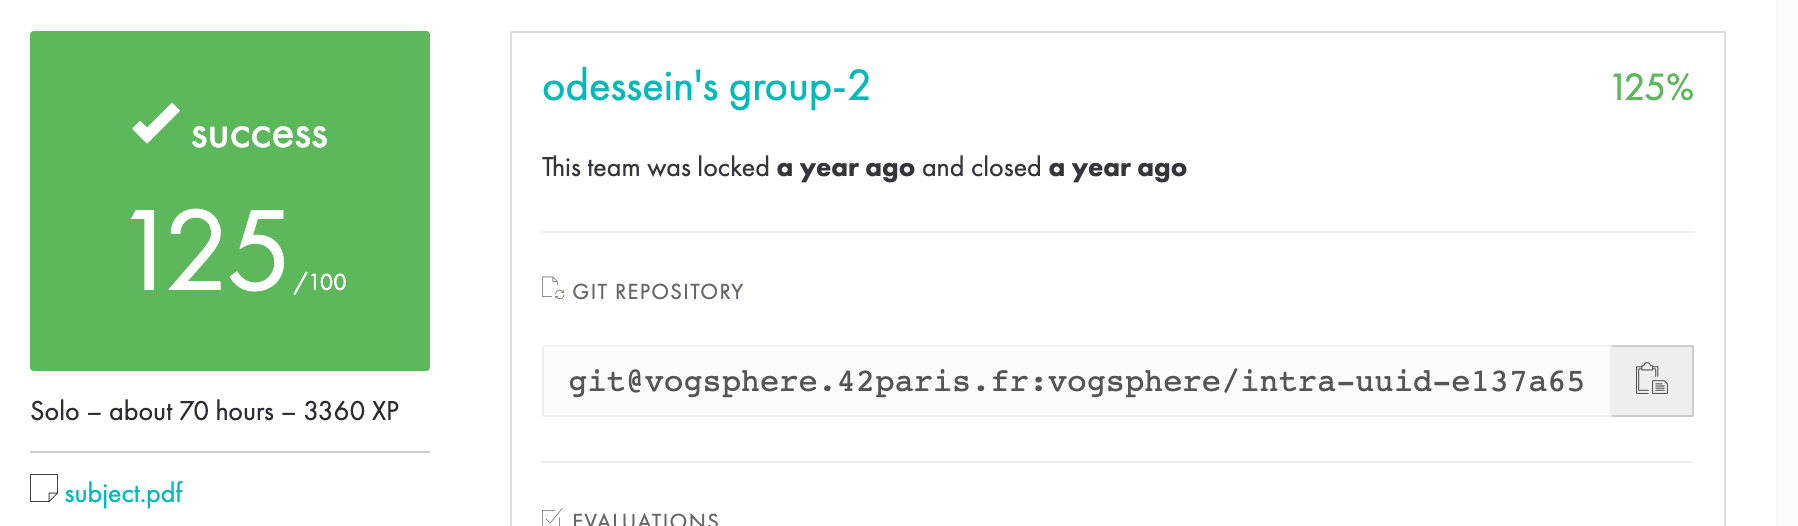 success
125 /100
Solo – about 70 hours – 3360 XP
subject.pdf
odessein's group-2
125%
This team was locked a year ago and closed a year ago
GIT REPOSITORY
git@vogsphere.42paris.fr:vogsphere/intra-uuid-e137a65
EVALUATIONS